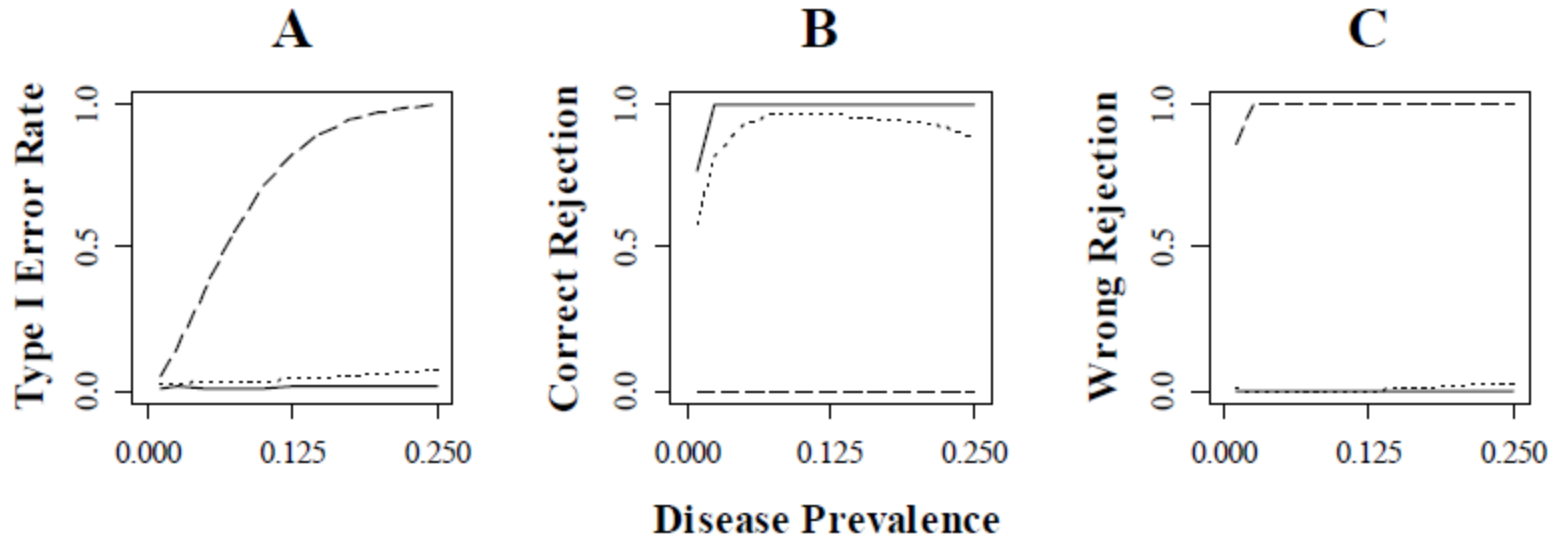 A
B
C
Type I Error Rate
1.0
0.5
0.0
0.000
0.125
0.250
Correct Rejection
1.0
0.5
0.0
0.000
0.125
0.250
Wrong Rejection
1.0
0.5
0.0
0.000
0.125
0.250
Disease Prevalence